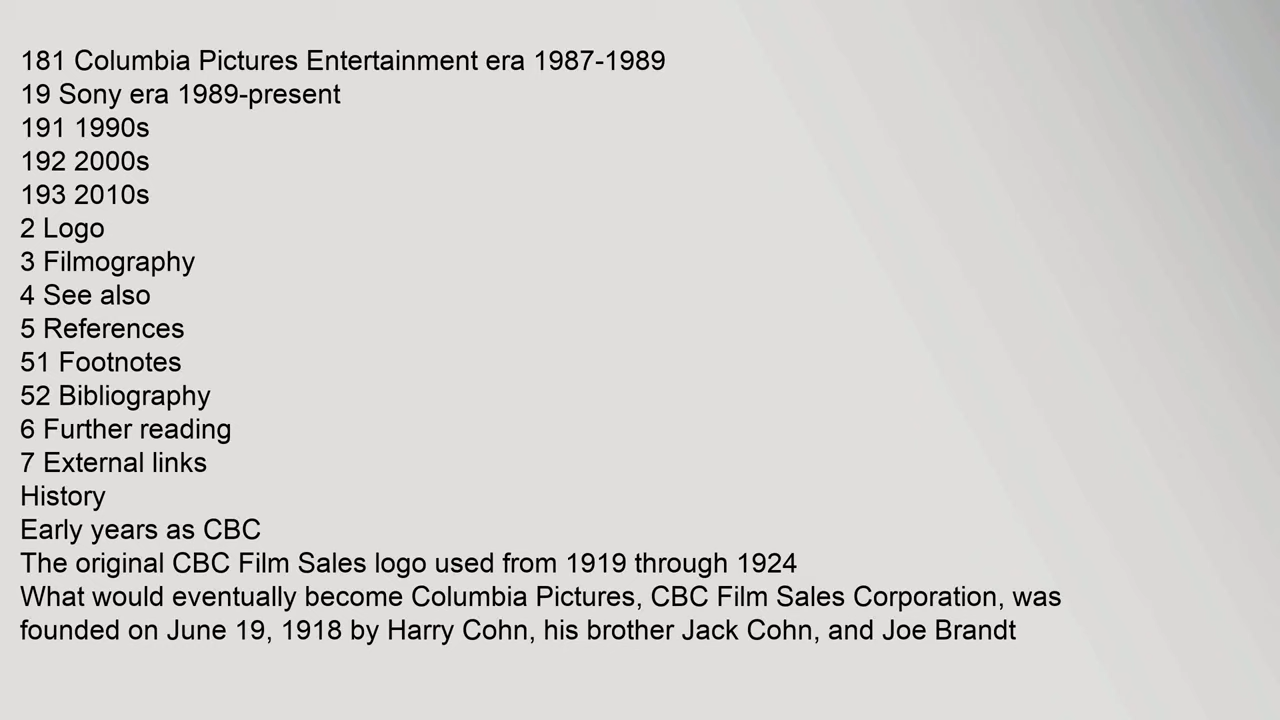 181 Columbia Pictures Entertainment era 1987-1989
19 Sony era 1989-present
191 1990s
192 2000s
193 2010s
2 Logo
3 Filmography
4 See also
5 References
51 Footnotes
52 Bibliography
6 Further reading
7 External links
History
Early years as CBC
The original CBC Film Sales logo used from 1919 through 1924
What would eventually become Columbia Pictures, CBC Film Sales Corporation, was
founded on June 19, 1918 by Harry Cohn, his brother Jack Cohn, and Joe Brandt